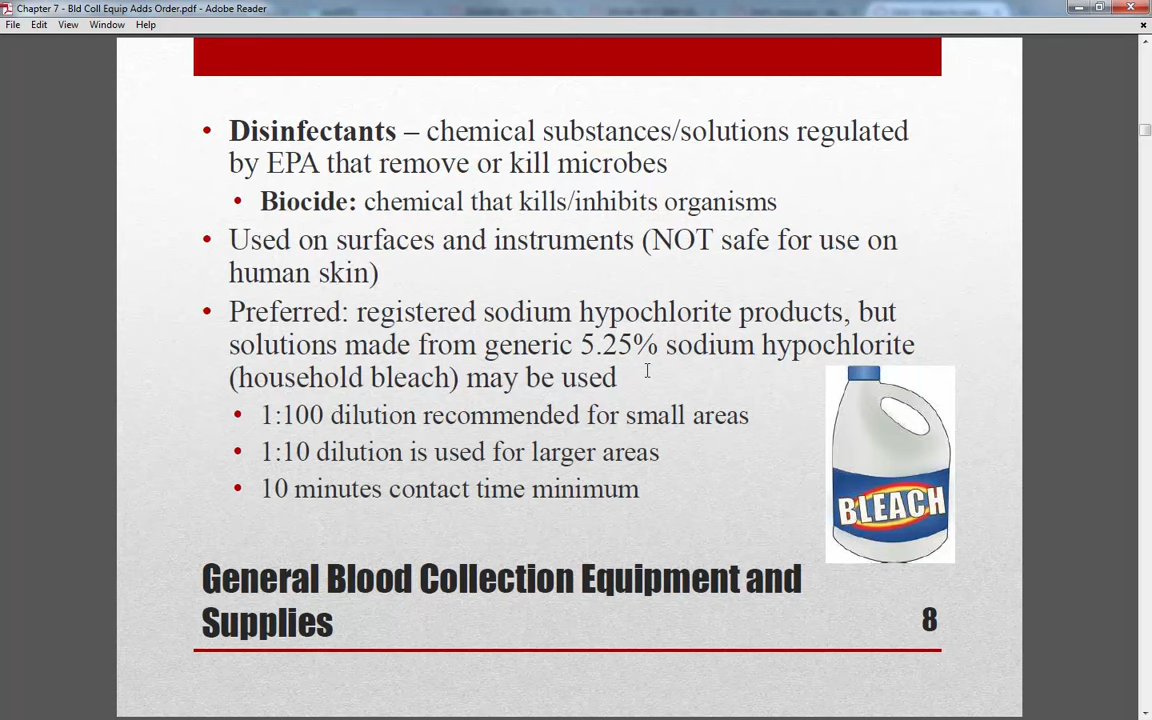 Chapter 7 - Bld Coll Equip Adds Order.pdf - Adobe Reader
File Edit View Window Help
• Disinfectants – chemical substances/solutions regulated
by EPA that remove or kill microbes
• Biocide: chemical that kills/inhibits organisms
• Used on surfaces and instruments (NOT safe for use on
human skin)
• Preferred: registered sodium hypochlorite products, but
solutions made from generic 5.25% sodium hypochlorite
(household bleach) may be used
• 1:100 dilution recommended for small areas
• 1:10 dilution is used for larger areas
• 10 minutes contact time minimum
BLEACH
General Blood Collection Equipment and
Supplies
8